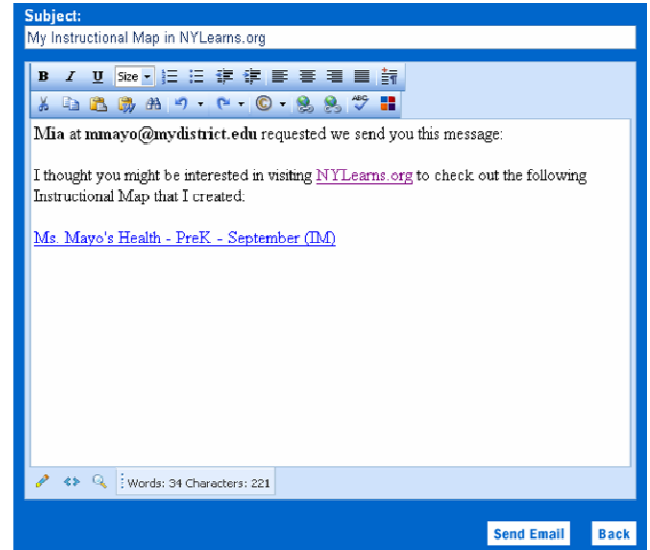 Subject:
My Instructional Map in NYLearns.org
B I U Size
ABC
Mia at mmayo@mydistrict.edu requested we send you this message:
I thought you might be interested in visiting NYLearns.org to check out the following
Instructional Map that I created:
Ms. Mayo's Health - PreK - September (IM)
Words: 34 Characters: 221
Send Email Back